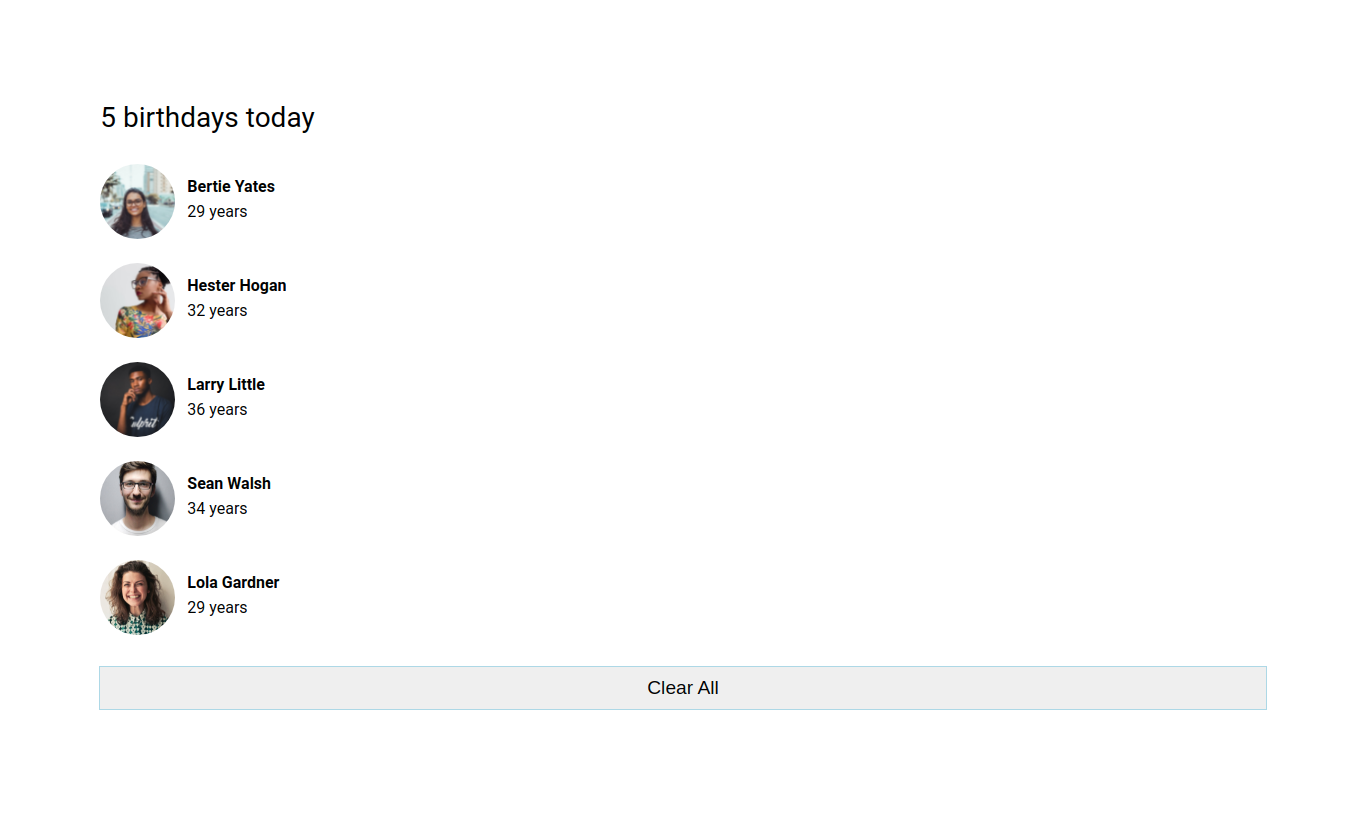 5 birthdays today
Bertie Yates
29 years
Hester Hogan
32 years
Larry Little
36 years
Sean Walsh
34 years
Lola Gardner
29 years
Clear All